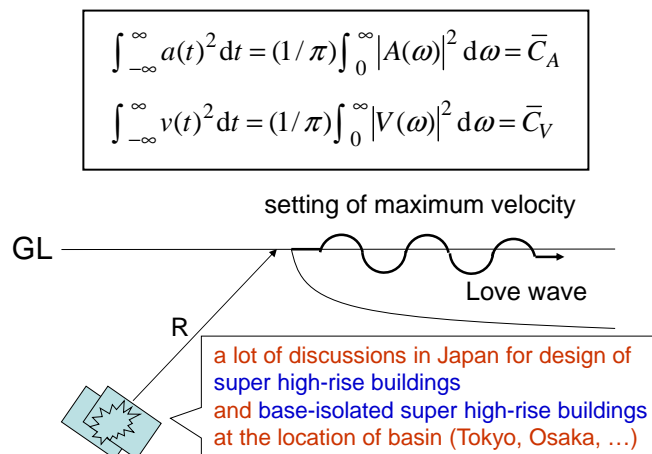 ∫_{-∞}^{∞} a(t)² dt = (1/π) ∫_{0}^{∞} |A(ω)|² dω = C̅_A
∫_{-∞}^{∞} v(t)² dt = (1/π) ∫_{0}^{∞} |V(ω)|² dω = C̅_V
setting of maximum velocity
GL
Love wave
R
a lot of discussions in Japan for design of
super high-rise buildings
and base-isolated super high-rise buildings
at the location of basin (Tokyo, Osaka, ...)